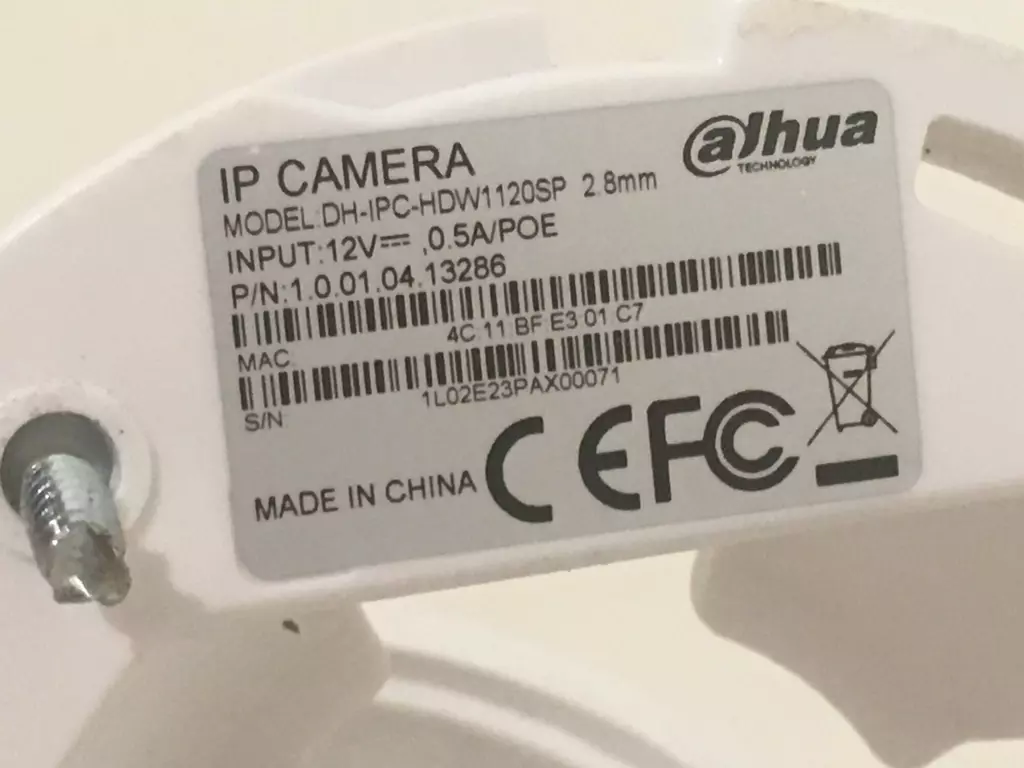 alhua
TECHNOLOGY
IP CAMERA
MODEL:DH-IPC-HDW1120SP 2.8mm
INPUT:12V⎓ ,0.5A/POE
P/N:1.0.01.04.13286
MAC 4C 11 BF E3 01 C7
S/N 1L02E23PAX00071
MADE IN CHINA CE FC